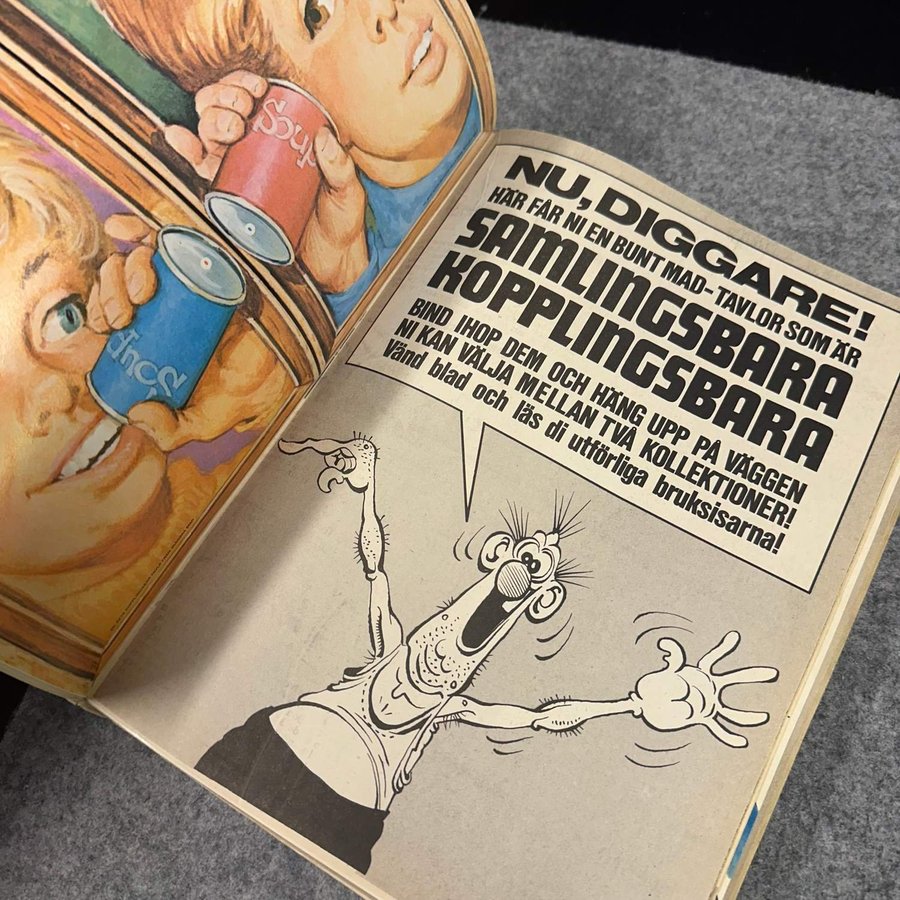 Soup
Soup
NU, DIGGARE!
HÄR FÅR NI EN BUNT MAD-TAVLOR SOM ÄR
SAMLINGSBARA
KOPPLINGSBARA
BIND IHOP DEM OCH HÄNG UPP PÅ VÄGGEN
NI KAN VÄLJA MELLAN TVÅ KOLLEKTIONER!
Vänd blad och läs di utförliga bruksisarna!